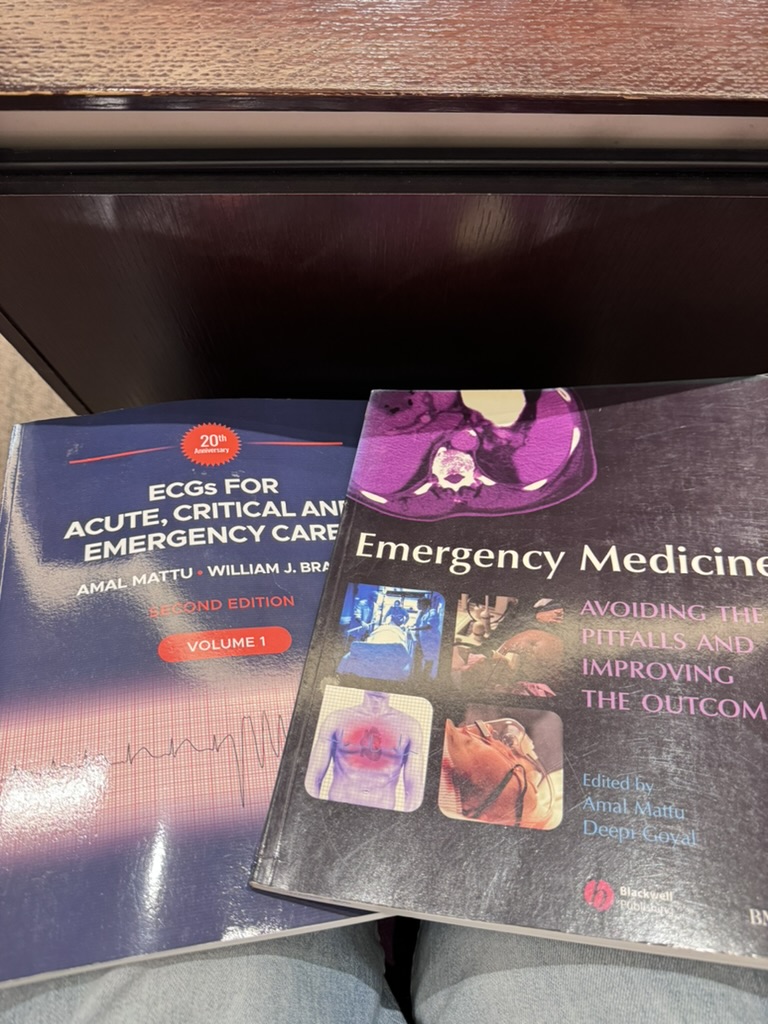 20th
Anniversary
ECGs FOR
ACUTE, CRITICAL AN
EMERGENCY CARE
AMAL MATTU • WILLIAM J. BRA
SECOND EDITION
VOLUME 1
Emergency Medicine
AVOIDING THE
PITFALLS AND
IMPROVING
THE OUTCOM
Edited by
Amal Mattu
Deepi Goyal
Blackwell
Publishing
BM